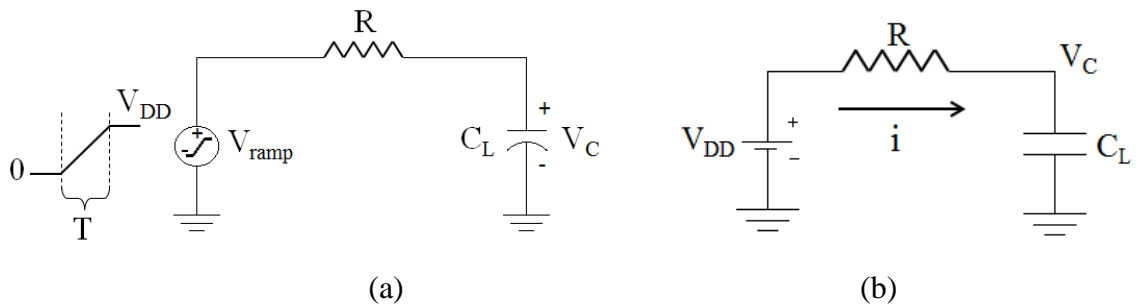 R
V_DD
0
T
V_ramp
+
-
C_L
+
-
V_C
(a)
R
V_C
i
V_DD
+
−
C_L
(b)